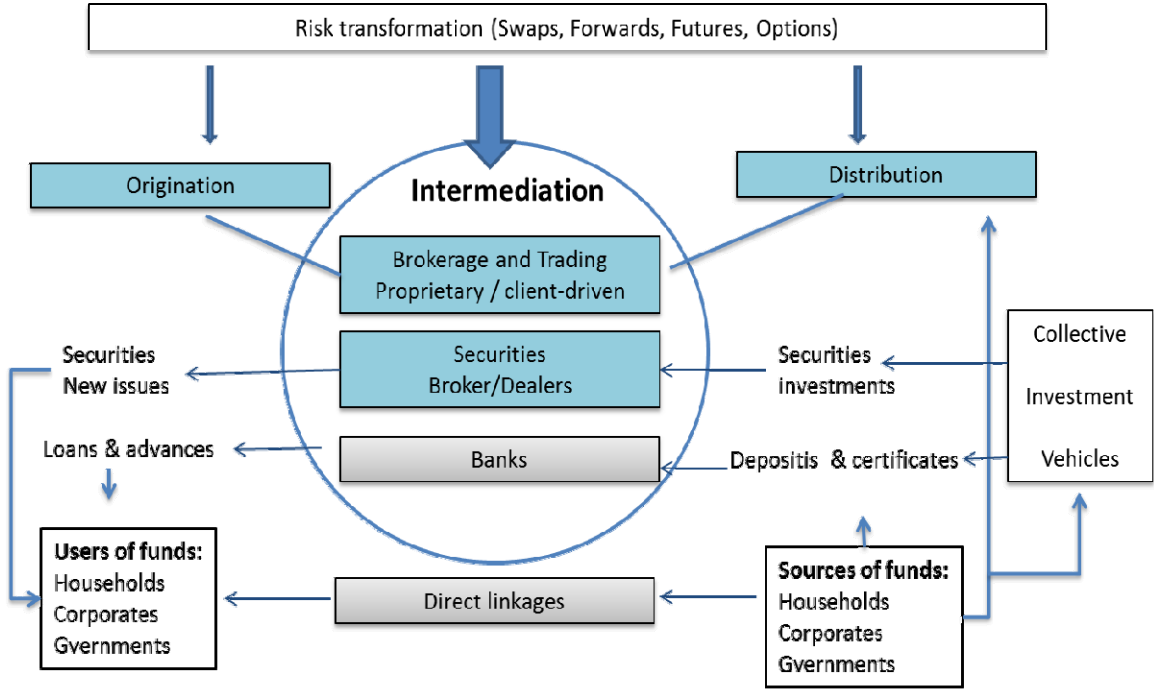 Risk transformation (Swaps, Forwards, Futures, Options)
Origination
Intermediation
Distribution
Brokerage and Trading
Proprietary / client-driven
Securities
New issues
Securities
Broker/Dealers
Securities
investments
Collective
Investment
Vehicles
Loans & advances
Banks
Depositis & certificates
Users of funds:
Households
Corporates
Gvernments
Direct linkages
Sources of funds:
Households
Corporates
Gvernments